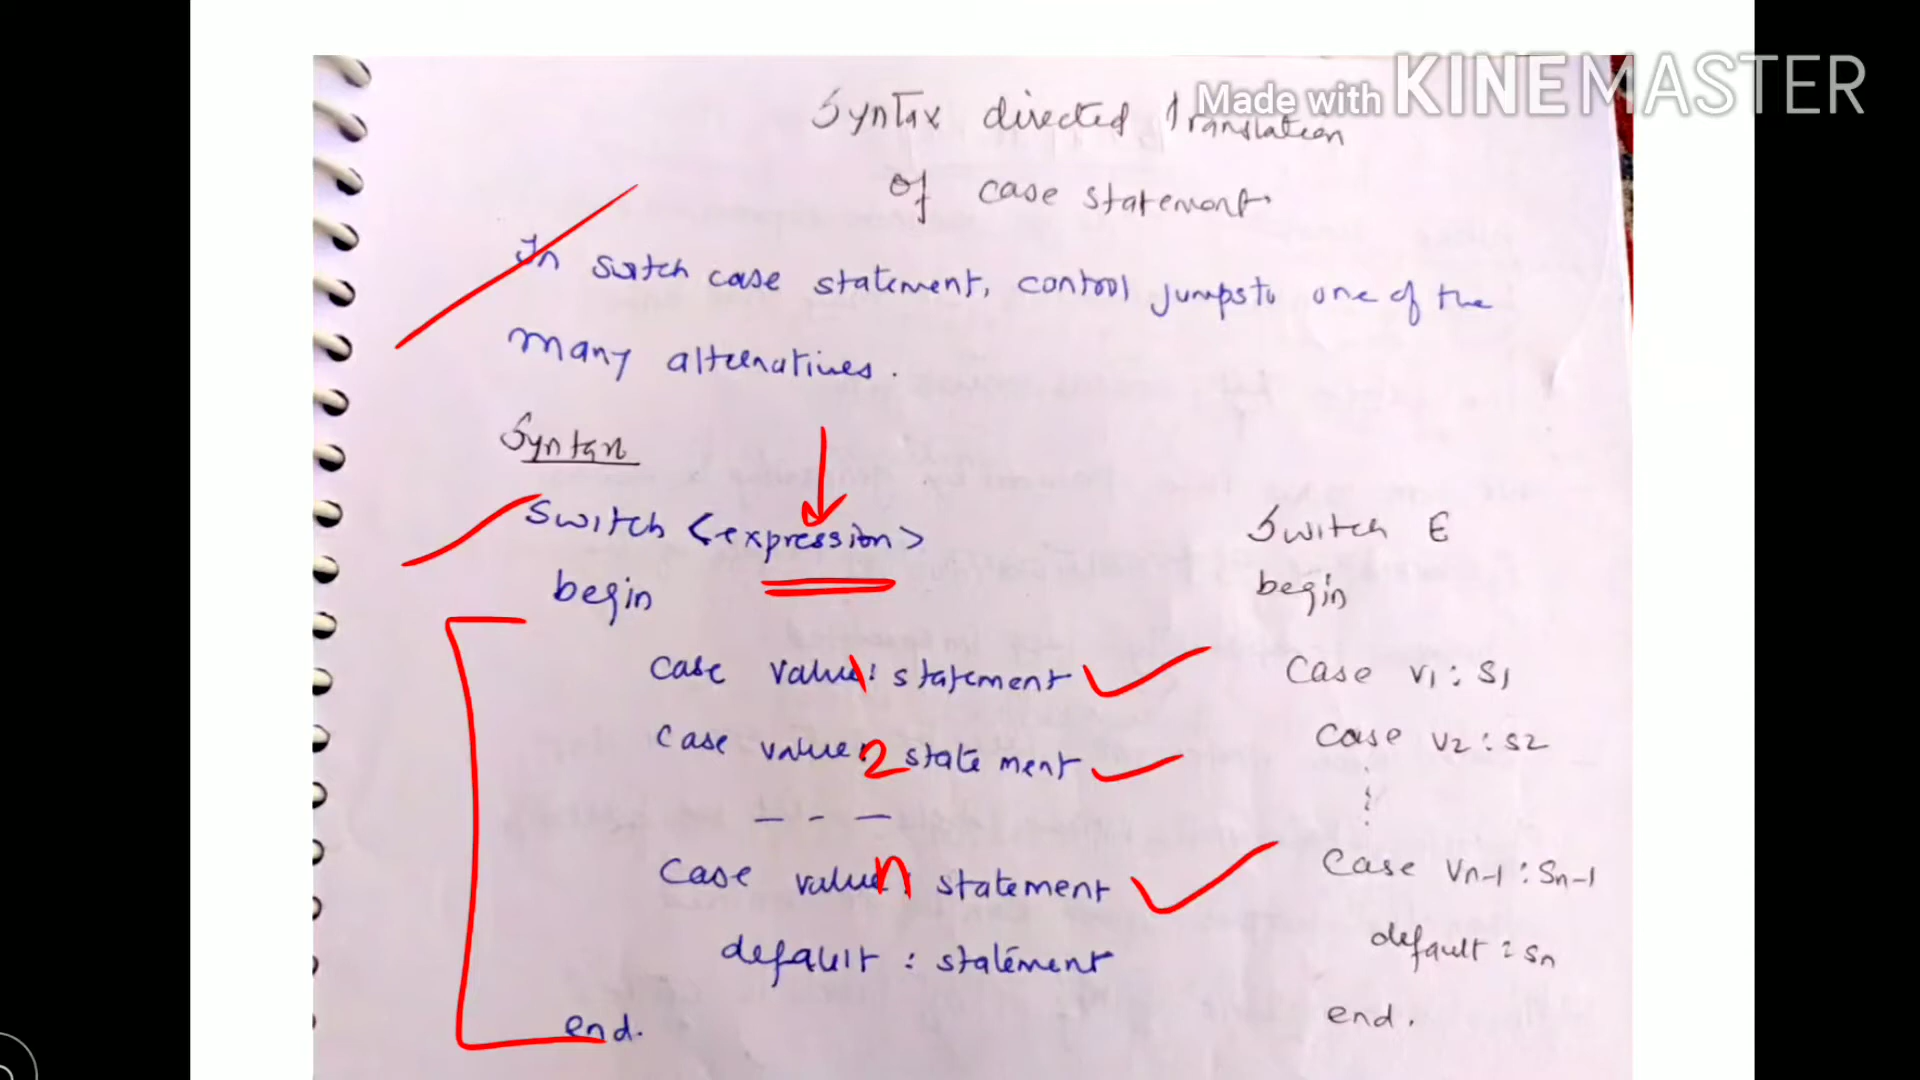 Made with KINEMASTER
Syntax directed Translation
of case statement.
In switch case statement, control jumps to one of the
many alternatives.
Syntax
Switch <expression>
begin
case value1: statement
case value2 statement
— - —
case valuen: statement
default : statement
end.
Switch E
begin
Case v1 : S1
Case v2 : S2
⋮
Case vn-1 : Sn-1
default : Sn
end.